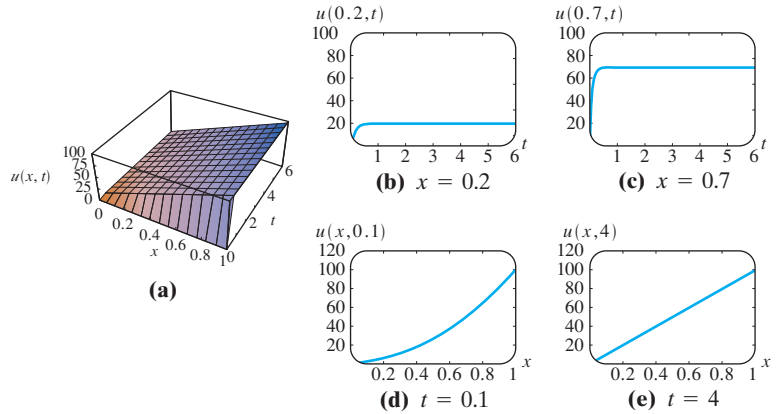 u(x, t)
100
75
50
25
0
0
0.2
0.4
0.6
0.8
1
x
0
2
4
6
t
(a)
u(0.2, t)
100
80
60
40
20
1 2 3 4 5 6 t
(b) x = 0.2
u(0.7, t)
100
80
60
40
20
1 2 3 4 5 6 t
(c) x = 0.7
u(x,0.1)
120
100
80
60
40
20
0.2 0.4 0.6 0.8 1 x
(d) t = 0.1
u(x,4)
120
100
80
60
40
20
0.2 0.4 0.6 0.8 1 x
(e) t = 4